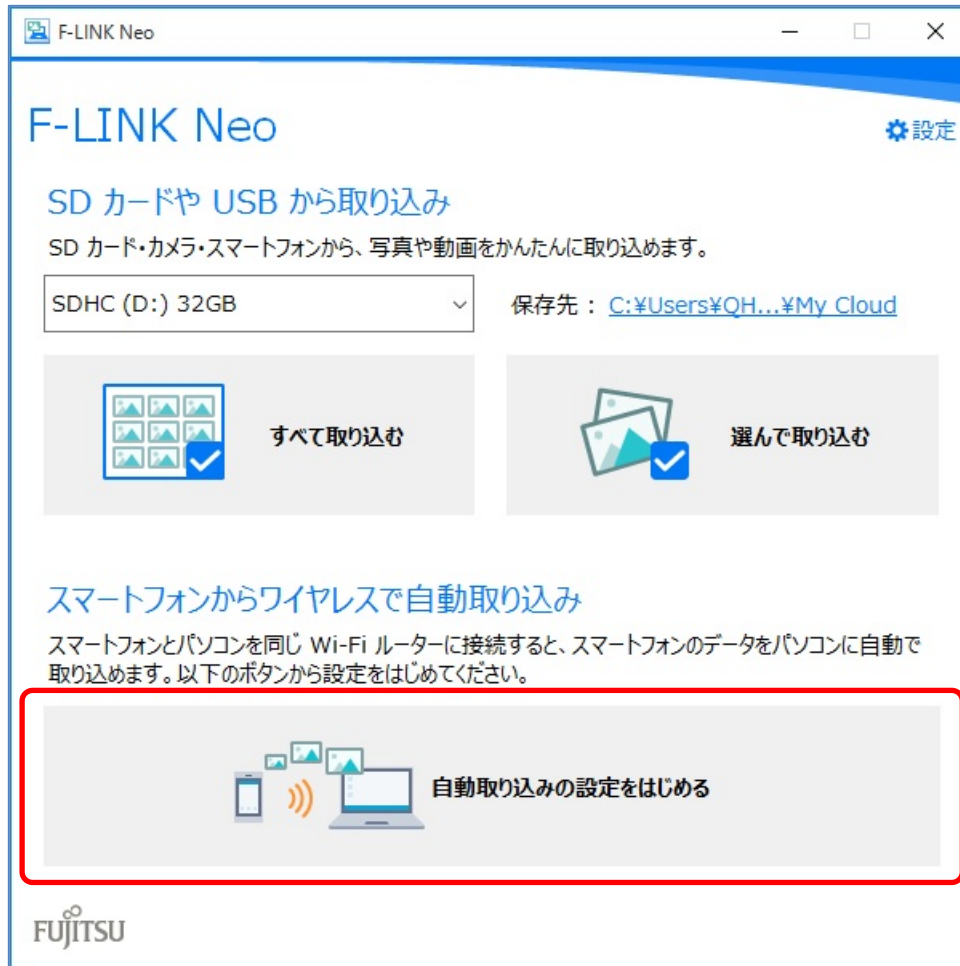 F-LINK Neo
F-LINK Neo
設定
SD カードや USB から取り込み
SD カード・カメラ・スマートフォンから、写真や動画をかんたんに取り込めます。
SDHC (D:) 32GB
保存先 : C:¥Users¥QH...¥My Cloud
すべて取り込む
選んで取り込む
スマートフォンからワイヤレスで自動取り込み
スマートフォンとパソコンを同じ Wi-Fi ルーターに接続すると、スマートフォンのデータをパソコンに自動で
取り込めます。以下のボタンから設定をはじめてください。
自動取り込みの設定をはじめる
FUJITSU